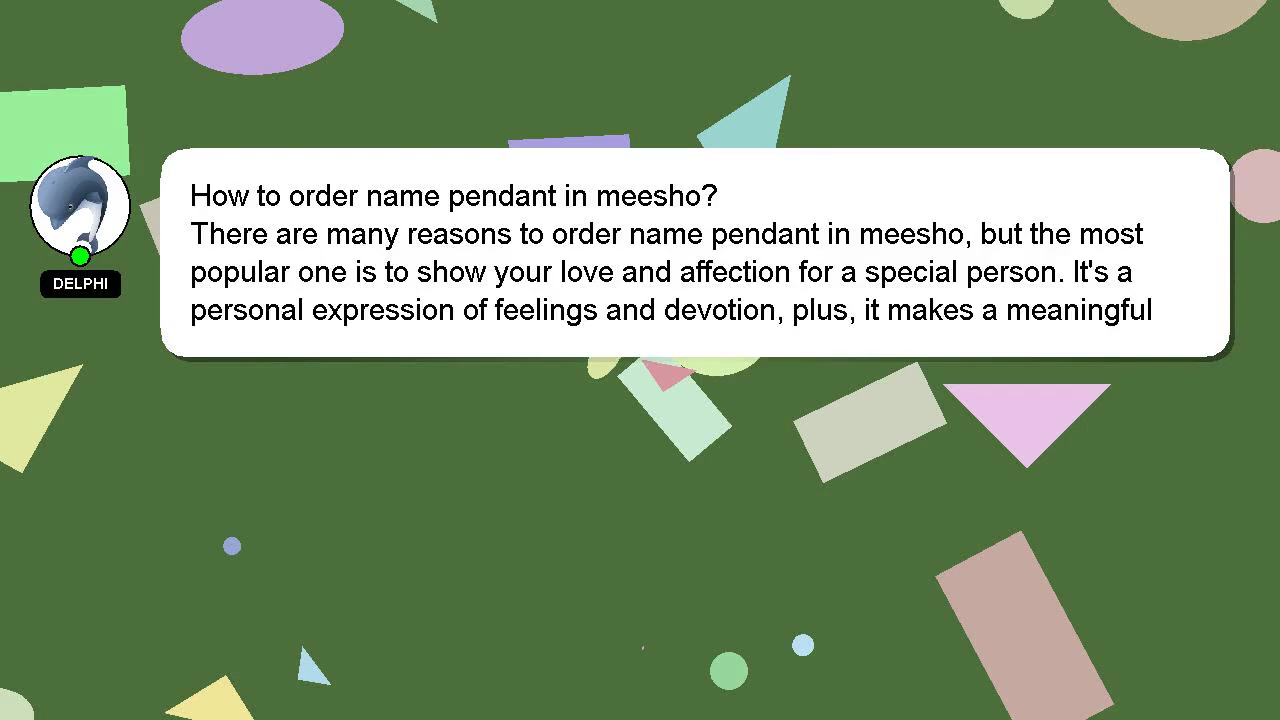 How to order name pendant in meesho?
There are many reasons to order name pendant in meesho, but the most
popular one is to show your love and affection for a special person. It's a
personal expression of feelings and devotion, plus, it makes a meaningful
DELPHI